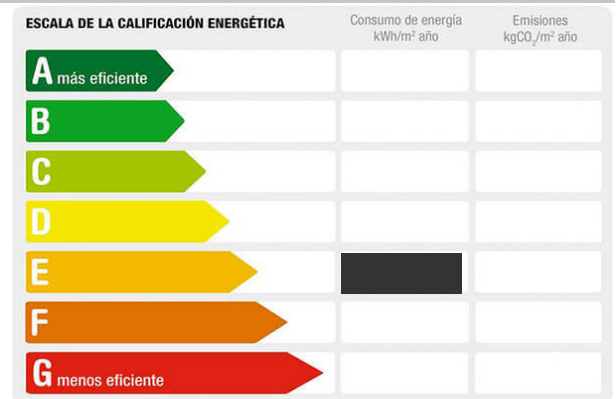 ESCALA DE LA CALIFICACIÓN ENERGÉTICA
Consumo de energía
kWh/m² año
Emisiones
kgCO₂/m² año
A más eficiente
B
C
D
E
F
G menos eficiente